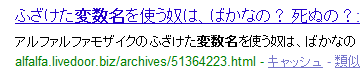 ふざけた変数名を使う奴は、ばかなの? 死ぬの?
アルファルファモザイクのふざけた変数名を使う奴は、ばかなの
alfalfa.livedoor.biz/archives/51364223.html - キャッシュ - 類似